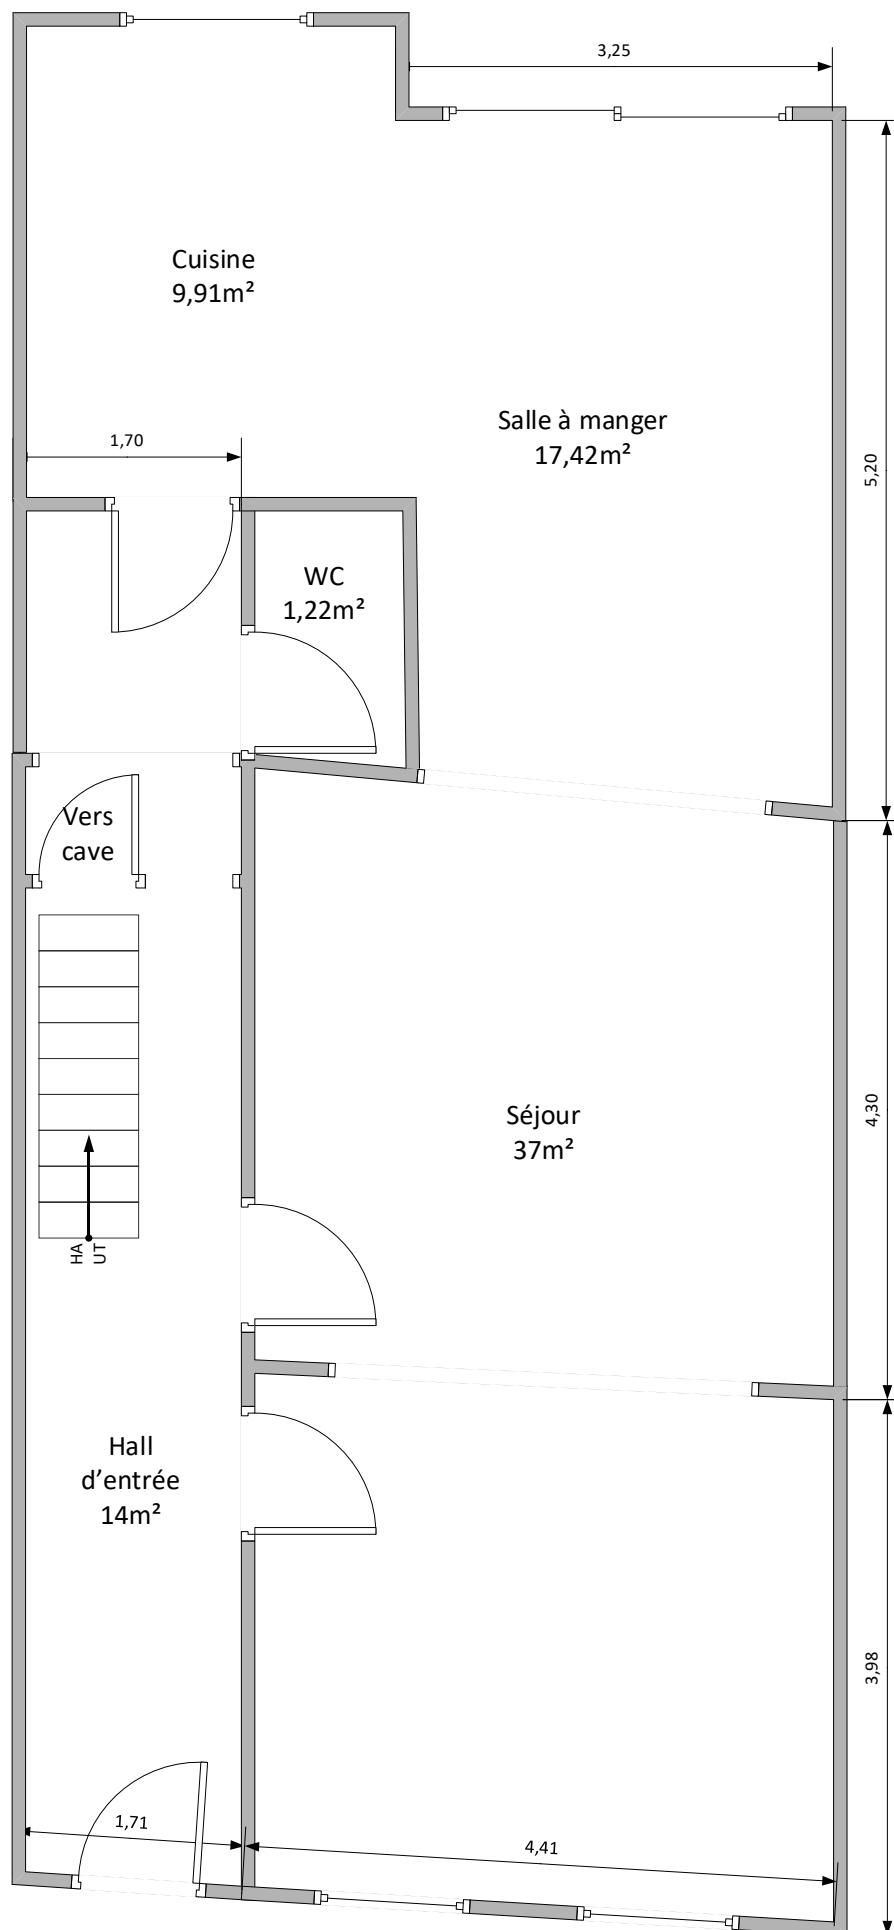 3,25
Cuisine
9,91m²
Salle à manger
17,42m²
1,70
5,20
WC
1,22m²
Vers
cave
Séjour
37m²
4,30
HA
UT
Hall
d’entrée
14m²
3,98
1,71
4,41